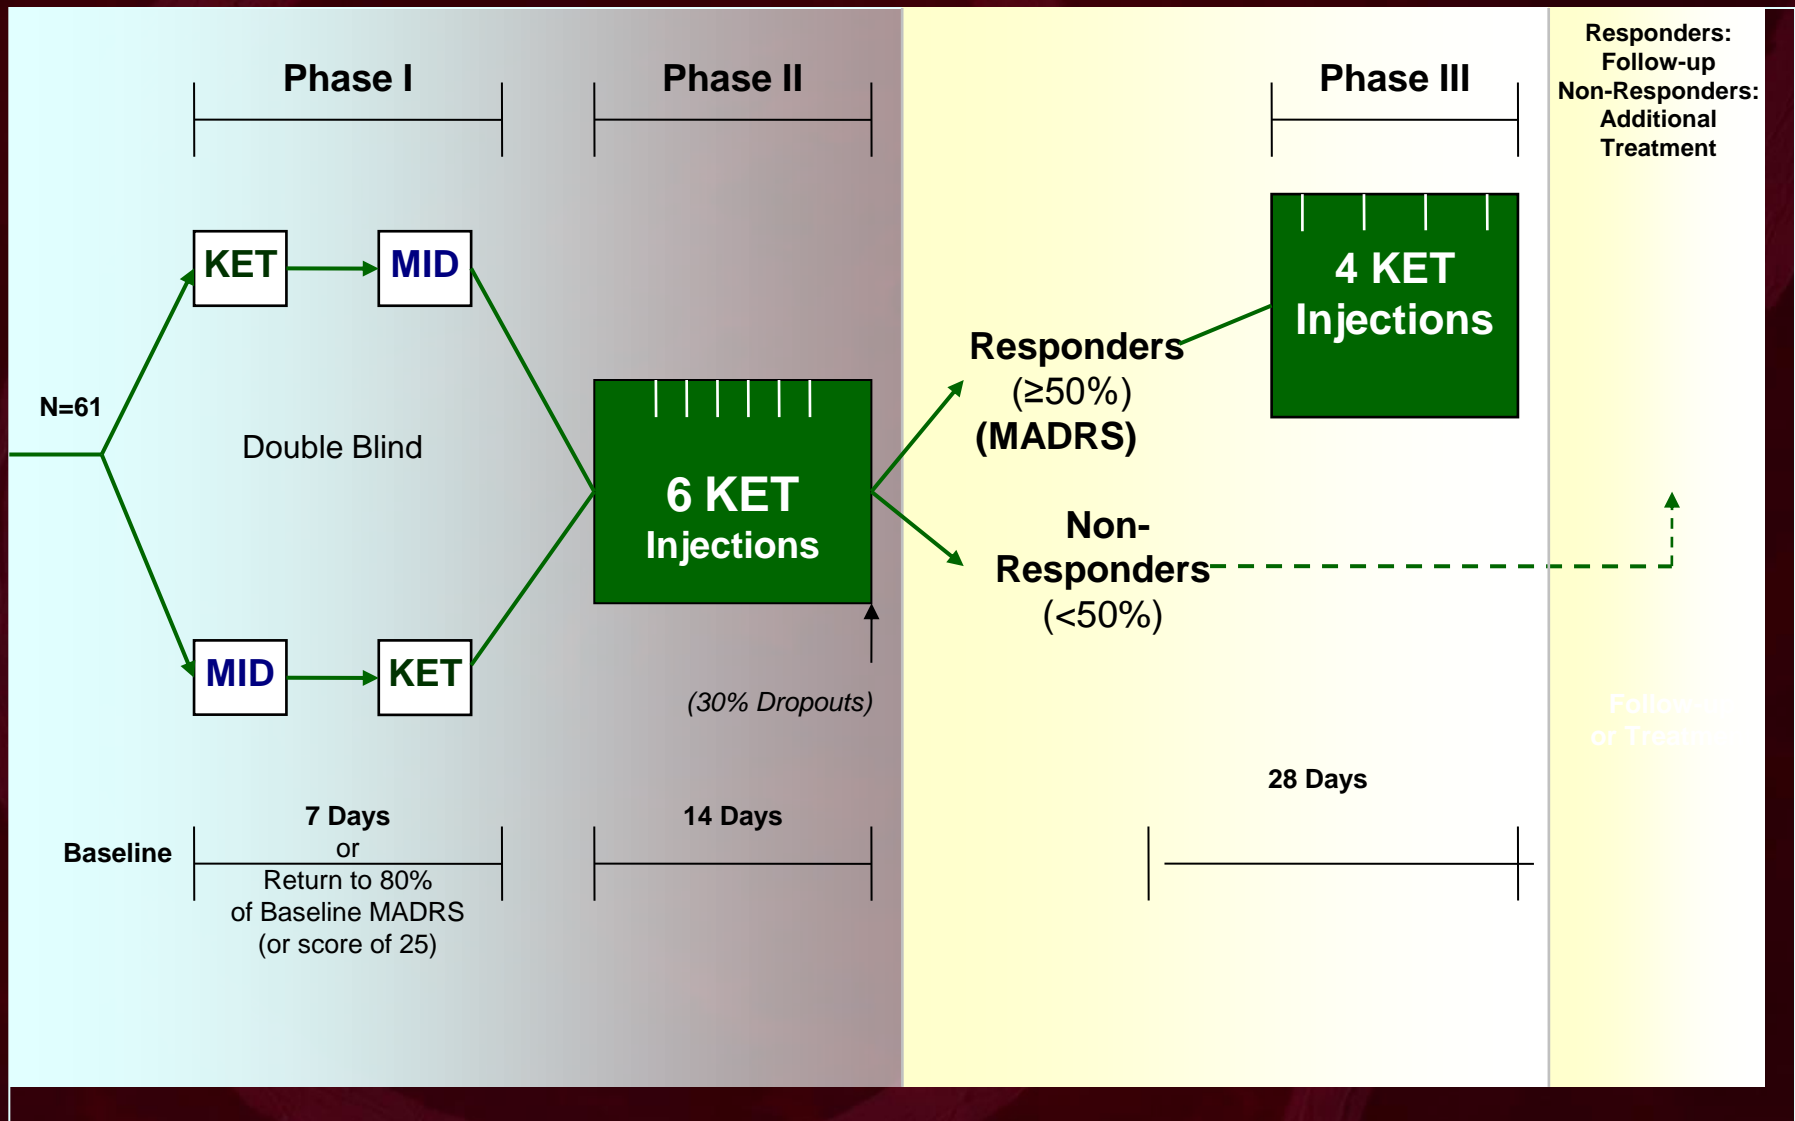 Phase I
Phase II
Phase III
Responders:
Follow-up
Non-Responders:
Additional
Treatment
KET
MID
4 KET
Injections
N=61
Double Blind
Responders
(≥50%)
(MADRS)
6 KET
Injections
Non-
Responders
(<50%)
MID
KET
(30% Dropouts)
or
28 Days
Baseline
7 Days
or
Return to 80%
of Baseline MADRS
(or score of 25)
14 Days